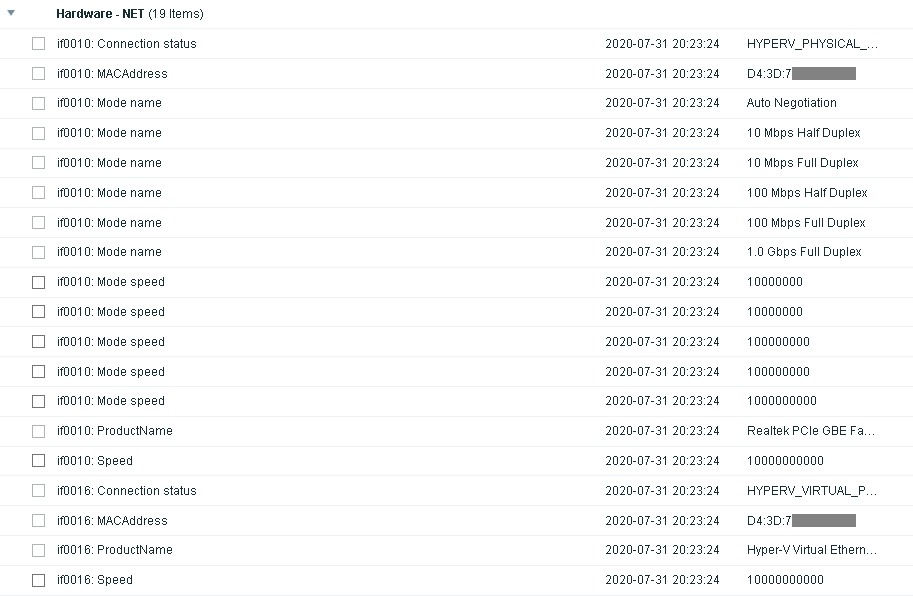 Hardware - NET (19 Items)
if0010: Connection status 2020-07-31 20:23:24 HYPERV_PHYSICAL_...
if0010: MACAddress 2020-07-31 20:23:24 D4:3D:7
if0010: Mode name 2020-07-31 20:23:24 Auto Negotiation
if0010: Mode name 2020-07-31 20:23:24 10 Mbps Half Duplex
if0010: Mode name 2020-07-31 20:23:24 10 Mbps Full Duplex
if0010: Mode name 2020-07-31 20:23:24 100 Mbps Half Duplex
if0010: Mode name 2020-07-31 20:23:24 100 Mbps Full Duplex
if0010: Mode name 2020-07-31 20:23:24 1.0 Gbps Full Duplex
if0010: Mode speed 2020-07-31 20:23:24 10000000
if0010: Mode speed 2020-07-31 20:23:24 10000000
if0010: Mode speed 2020-07-31 20:23:24 100000000
if0010: Mode speed 2020-07-31 20:23:24 100000000
if0010: Mode speed 2020-07-31 20:23:24 1000000000
if0010: ProductName 2020-07-31 20:23:24 Realtek PCIe GBE Fa...
if0010: Speed 2020-07-31 20:23:24 10000000000
if0016: Connection status 2020-07-31 20:23:24 HYPERV_VIRTUAL_P...
if0016: MACAddress 2020-07-31 20:23:24 D4:3D:7
if0016: ProductName 2020-07-31 20:23:24 Hyper-V Virtual Ethern...
if0016: Speed 2020-07-31 20:23:24 10000000000